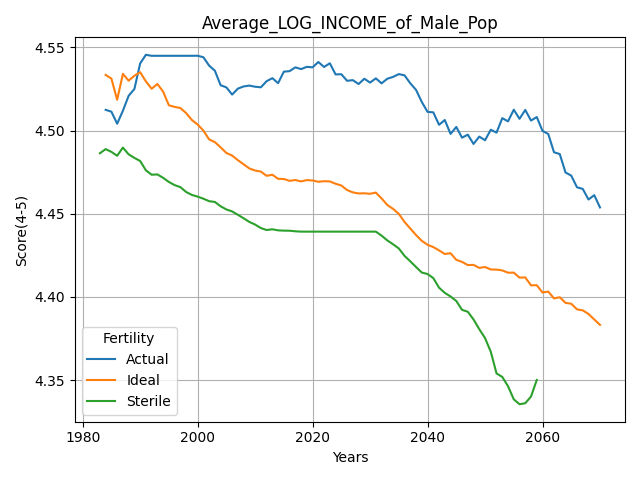 Average_LOG_INCOME_of_Male_Pop
Score(4-5)
4.55
4.50
4.45
4.40
4.35
Fertility
Actual
Ideal
Sterile
1980
2000
2020
2040
2060
Years